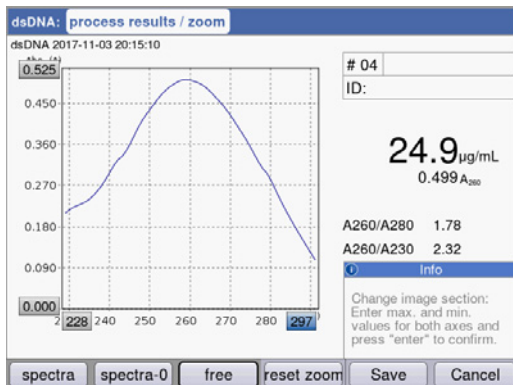 dsDNA: process results / zoom
dsDNA 2017-11-03 20:15:10
0.525
0.450
0.360
0.270
0.180
0.090
0.000
228 240 250 260 270 280 297
# 04
ID:
24.9 µg/mL
0.499 A260
A260/A280 1.78
A260/A230 2.32
Info
Change image section:
Enter max. and min.
values for both axes and
press "enter" to confirm.
spectra spectra-0 free reset zoom Save Cancel